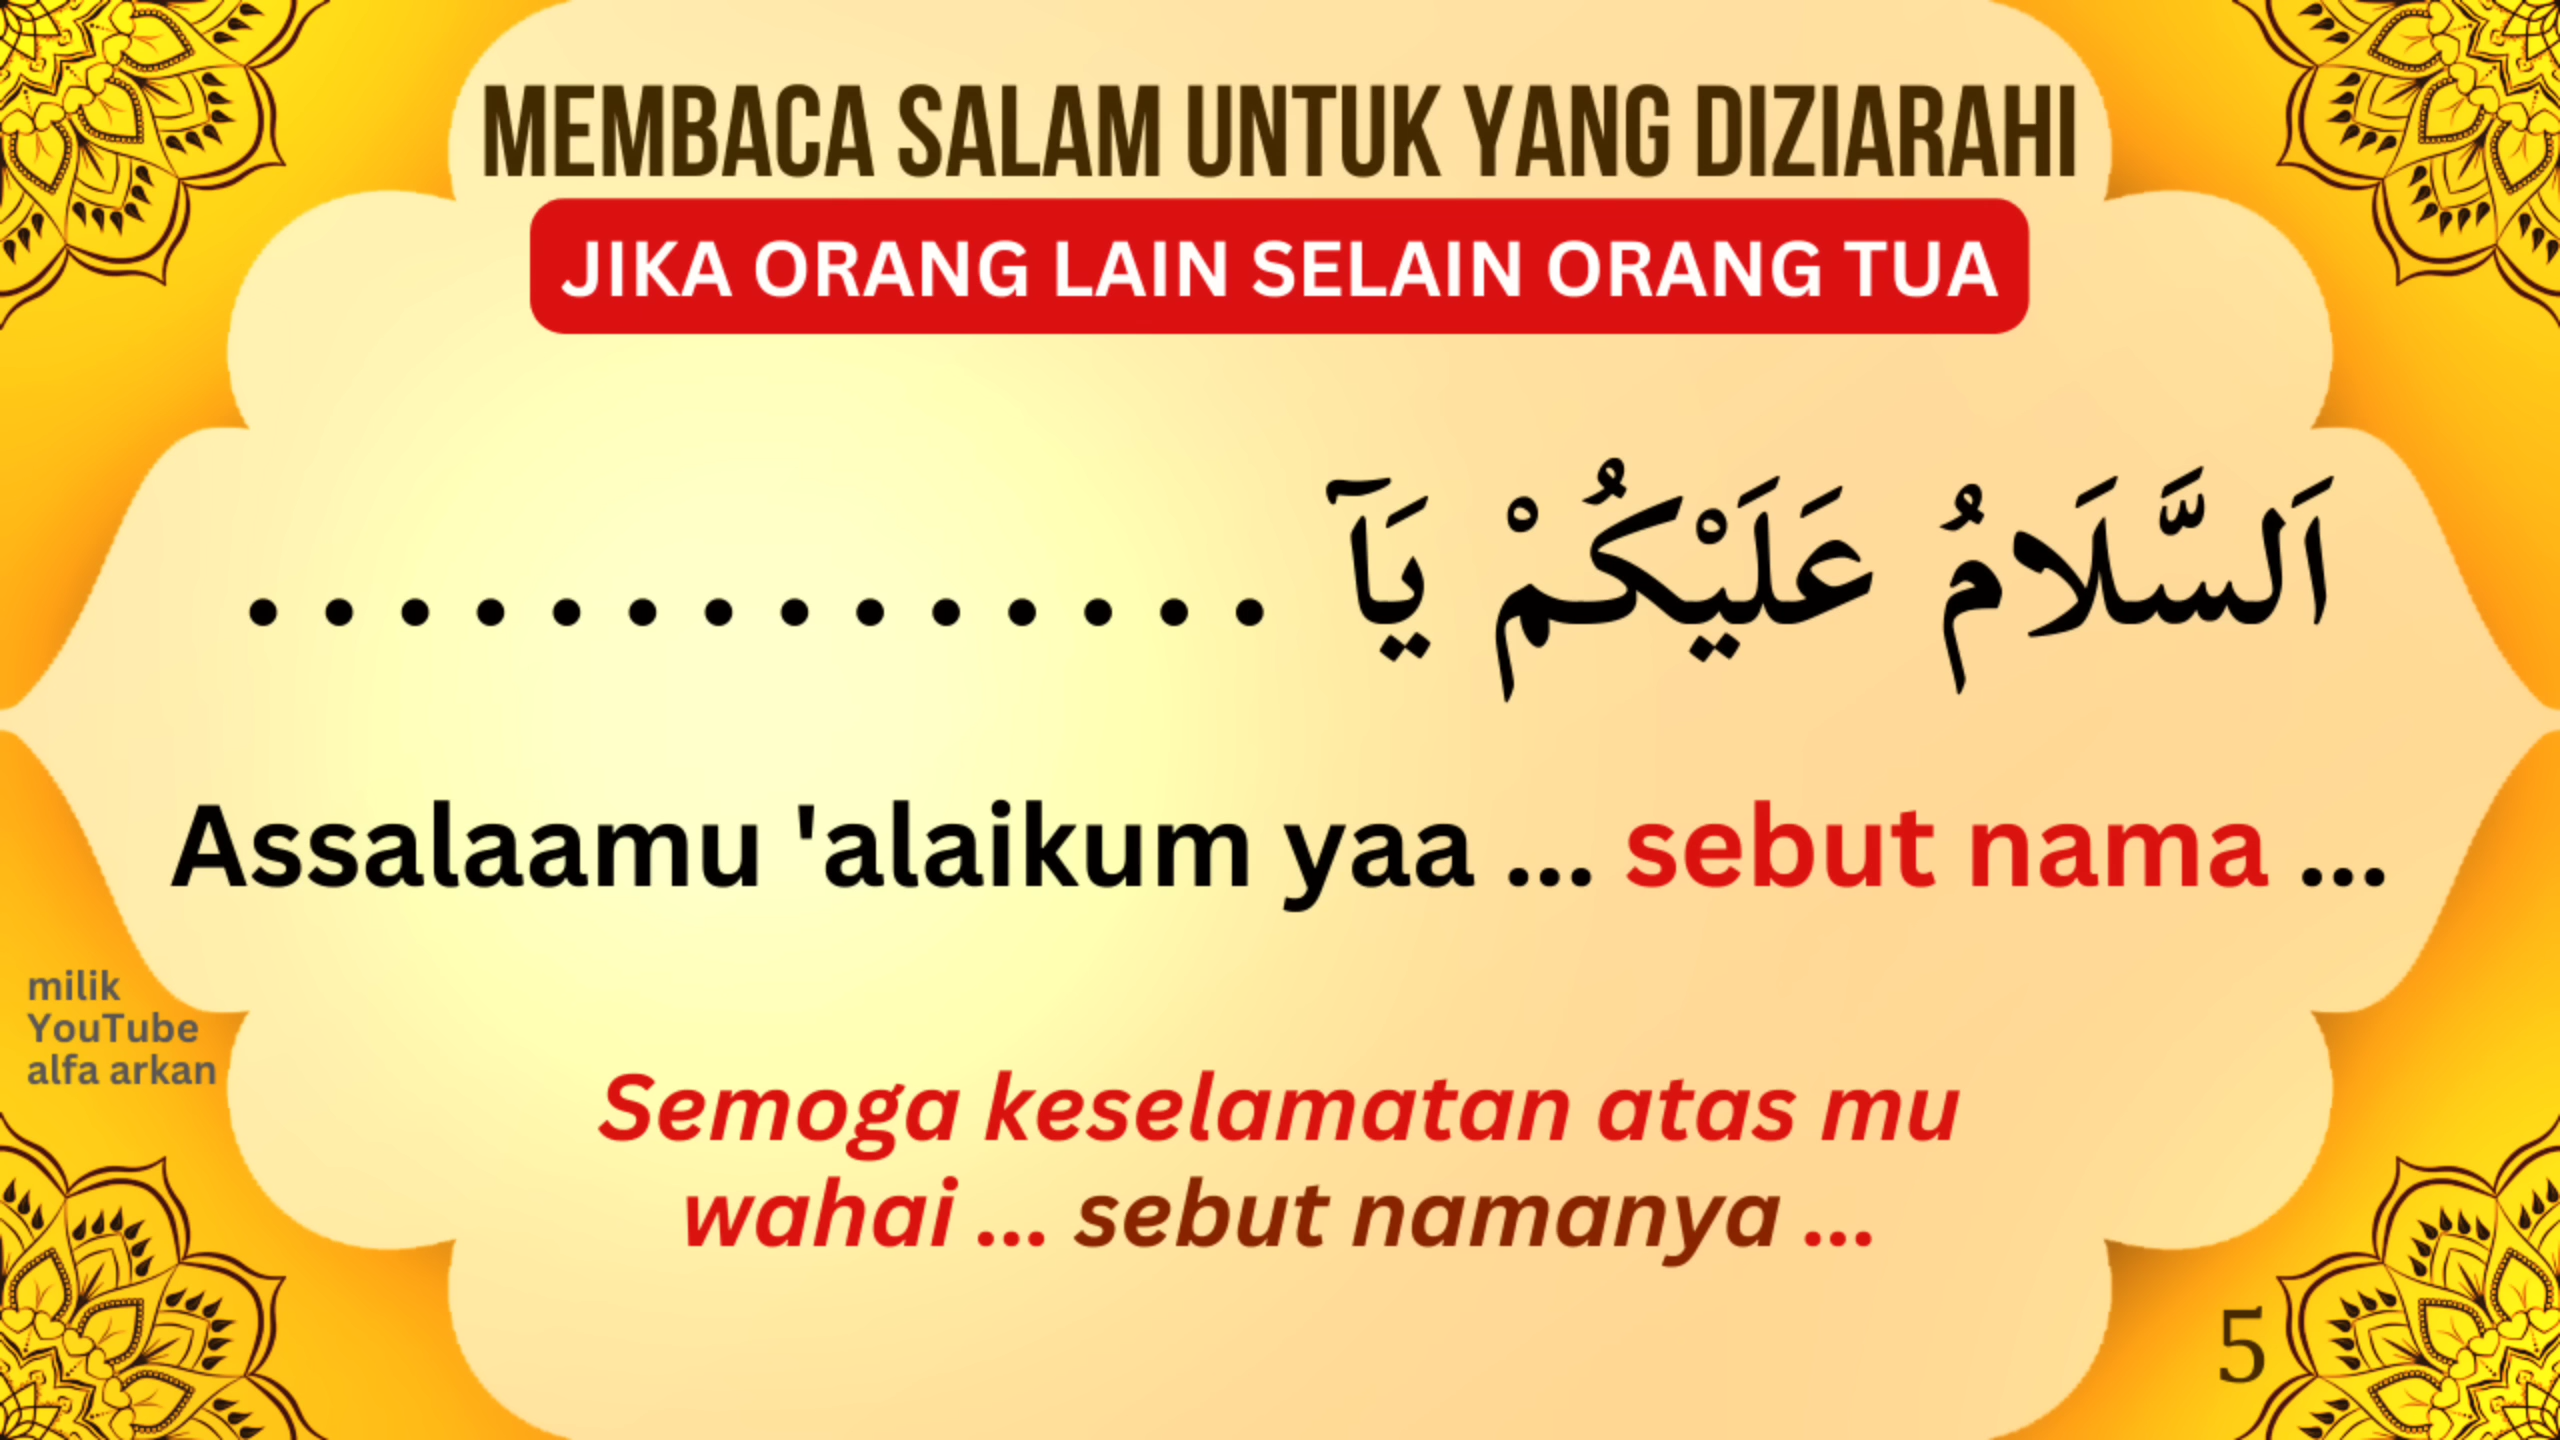 MEMBACA SALAM UNTUK YANG DIZIARAHI
JIKA ORANG LAIN SELAIN ORANG TUA
اَلسَّلَامُ عَلَيْكُمْ يَآ . . . . . . . . . . . . . .
Assalaamu 'alaikum yaa ... sebut nama ...
milik
YouTube
alfa arkan
Semoga keselamatan atas mu
wahai ... sebut namanya ...
5